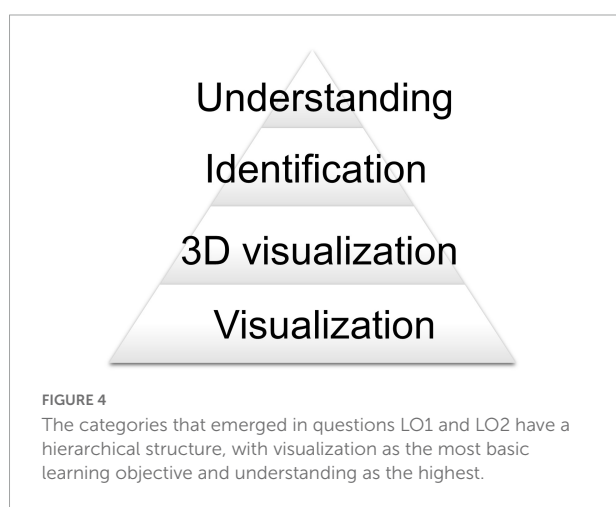 Understanding
Identification
3D visualization
Visualization
FIGURE 4
The categories that emerged in questions LO1 and LO2 have a
hierarchical structure, with visualization as the most basic
learning objective and understanding as the highest.